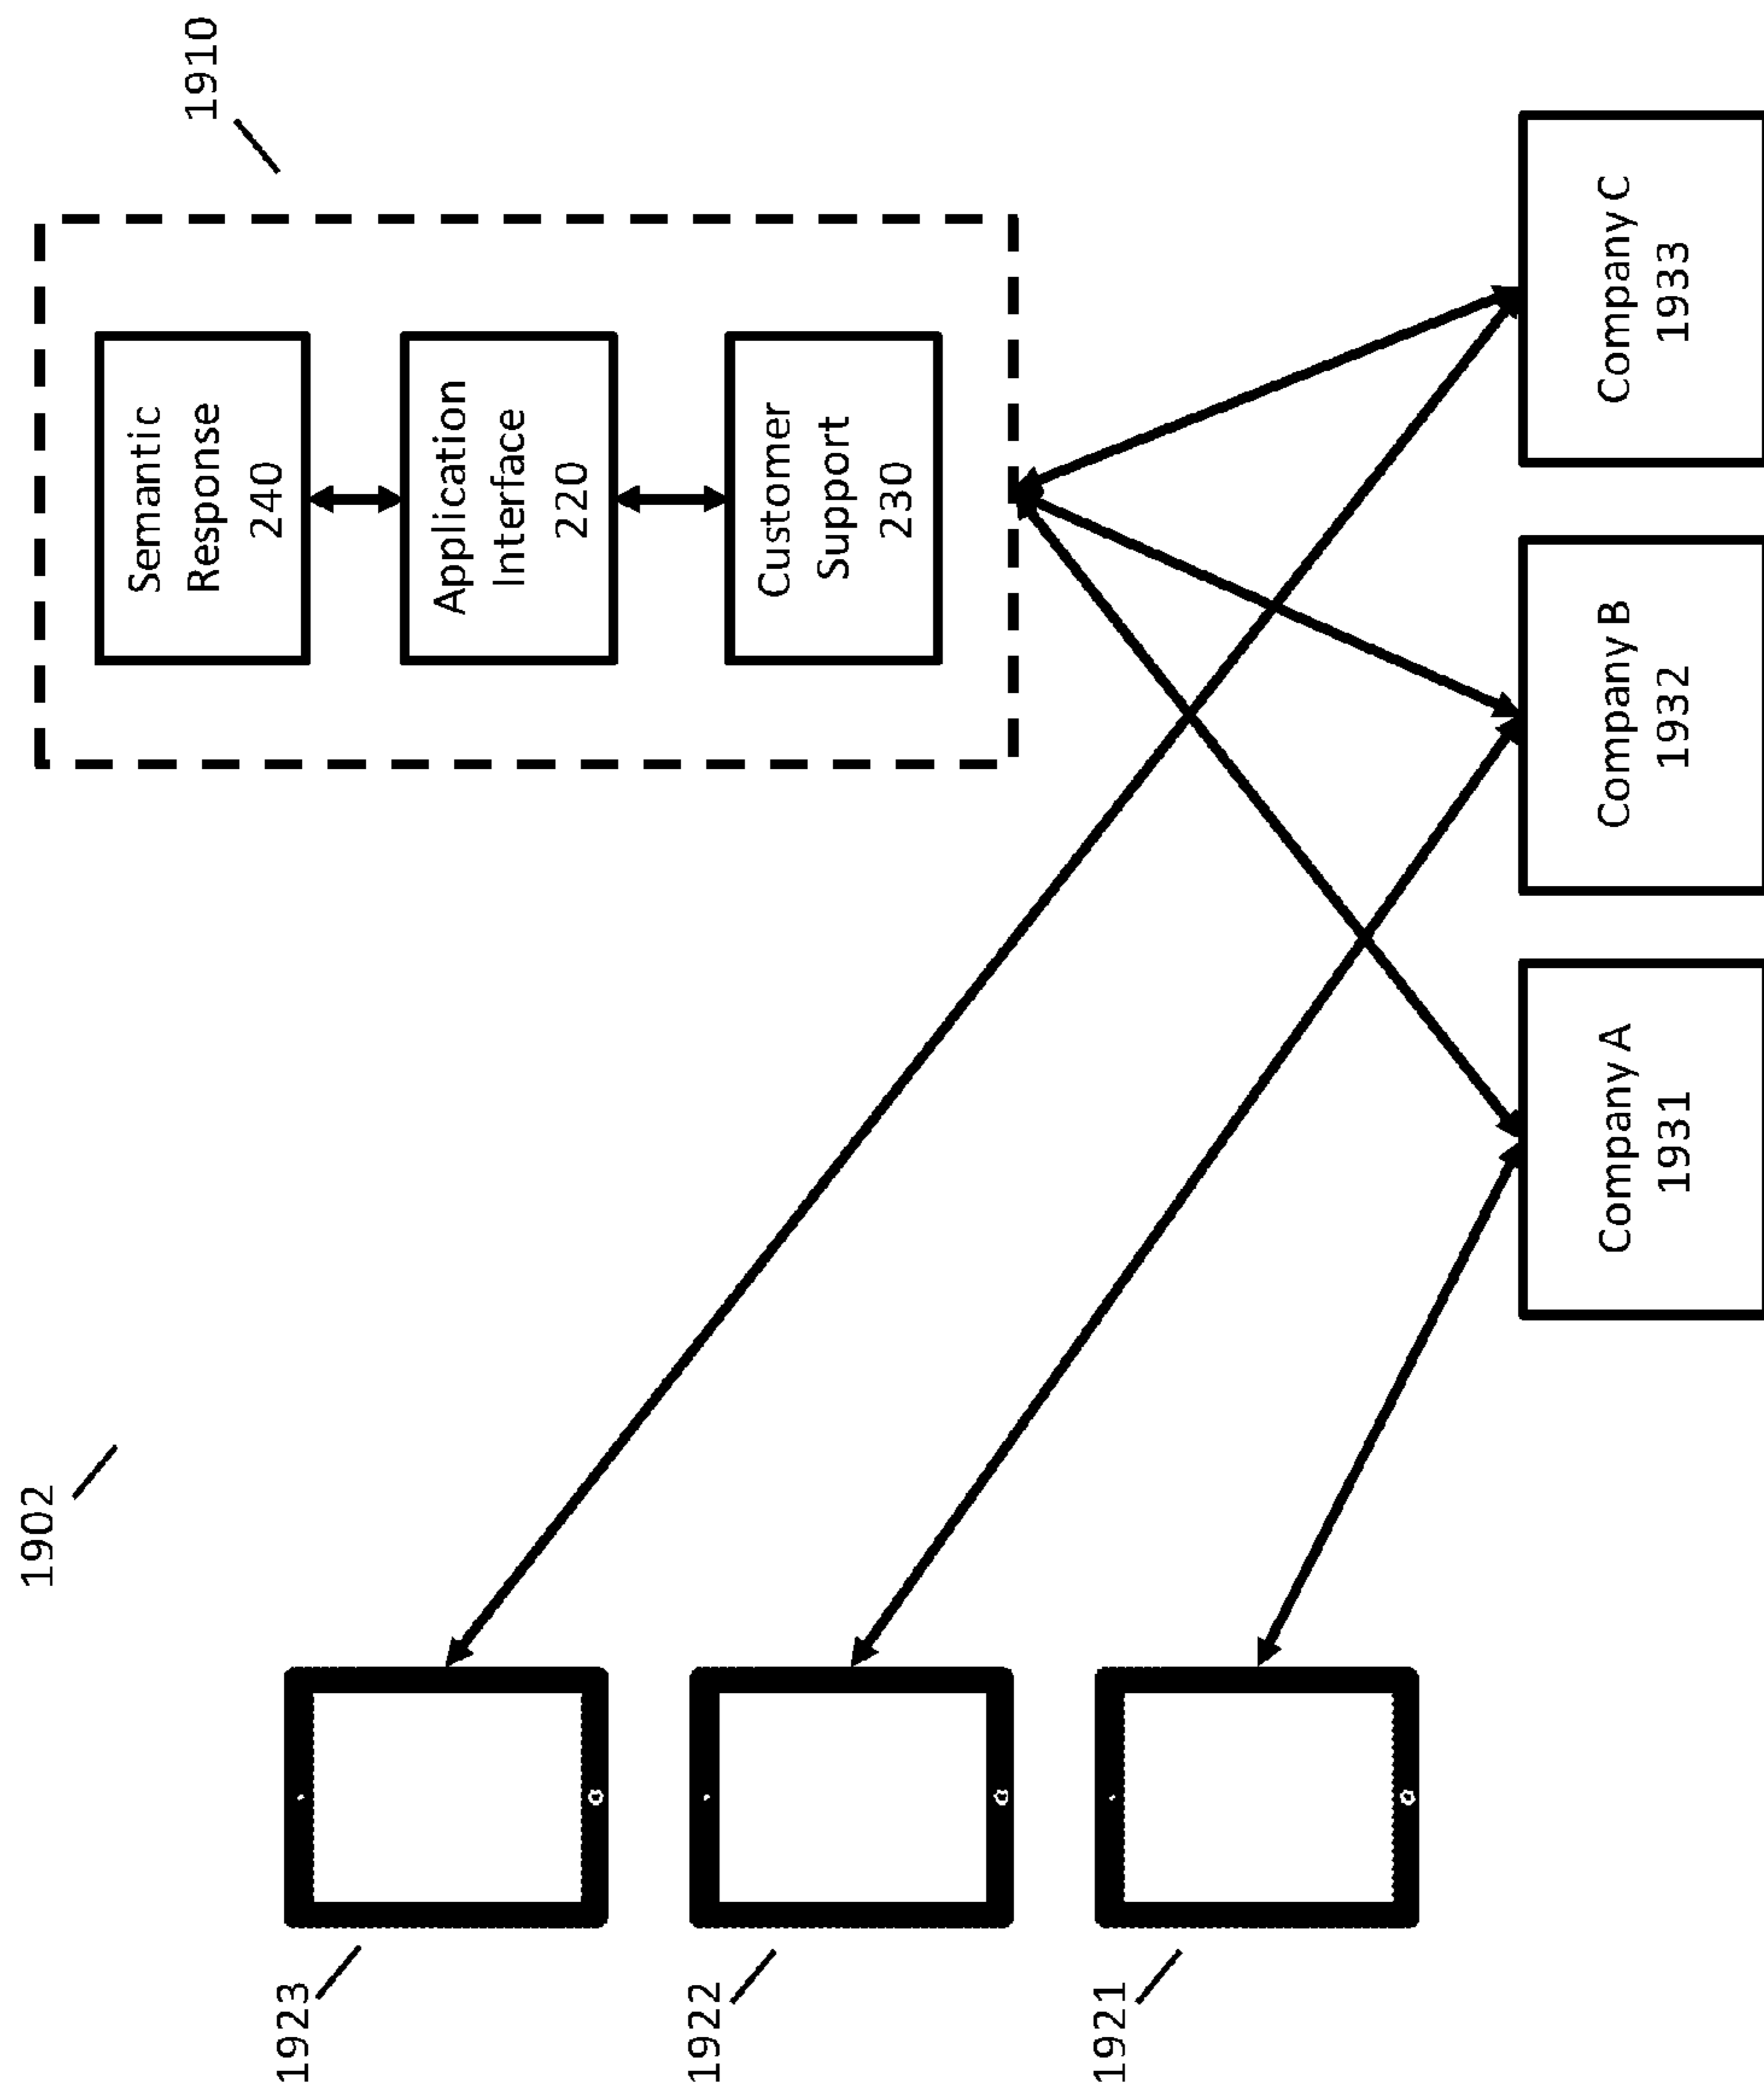 1902
1910
Semantic
Response
240
Application
Interface
220
Customer
Support
230
1923
1922
1921
Company A
1931
Company B
1932
Company C
1933